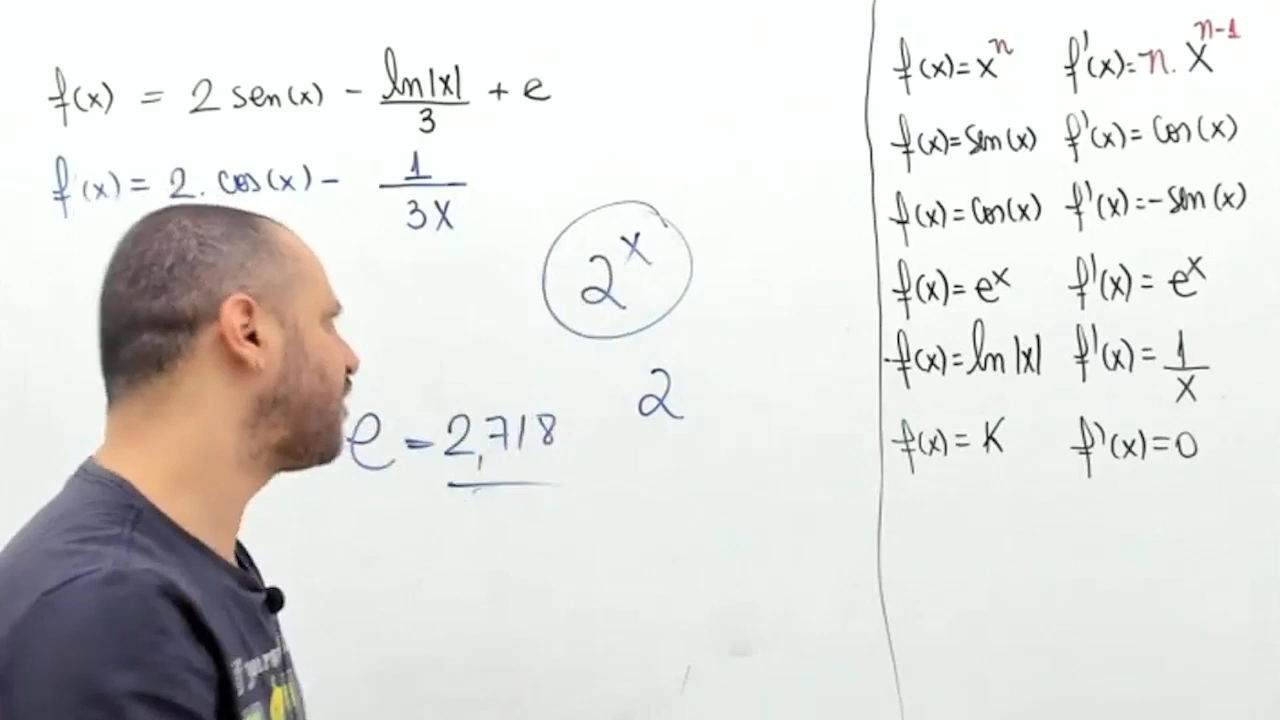 f(x) = 2 sen(x) - ln|x|/3 + e
f'(x) = 2. cos(x) - 1/3x
2^x
2
e = 2,718
f(x) = x^n f'(x) = n. x^n-1
f(x) = sen(x) f'(x) = cos(x)
f(x) = cos(x) f'(x) = -sen(x)
f(x) = e^x f'(x) = e^x
f(x) = ln|x| f'(x) = 1/x
f(x) = K f'(x) = 0